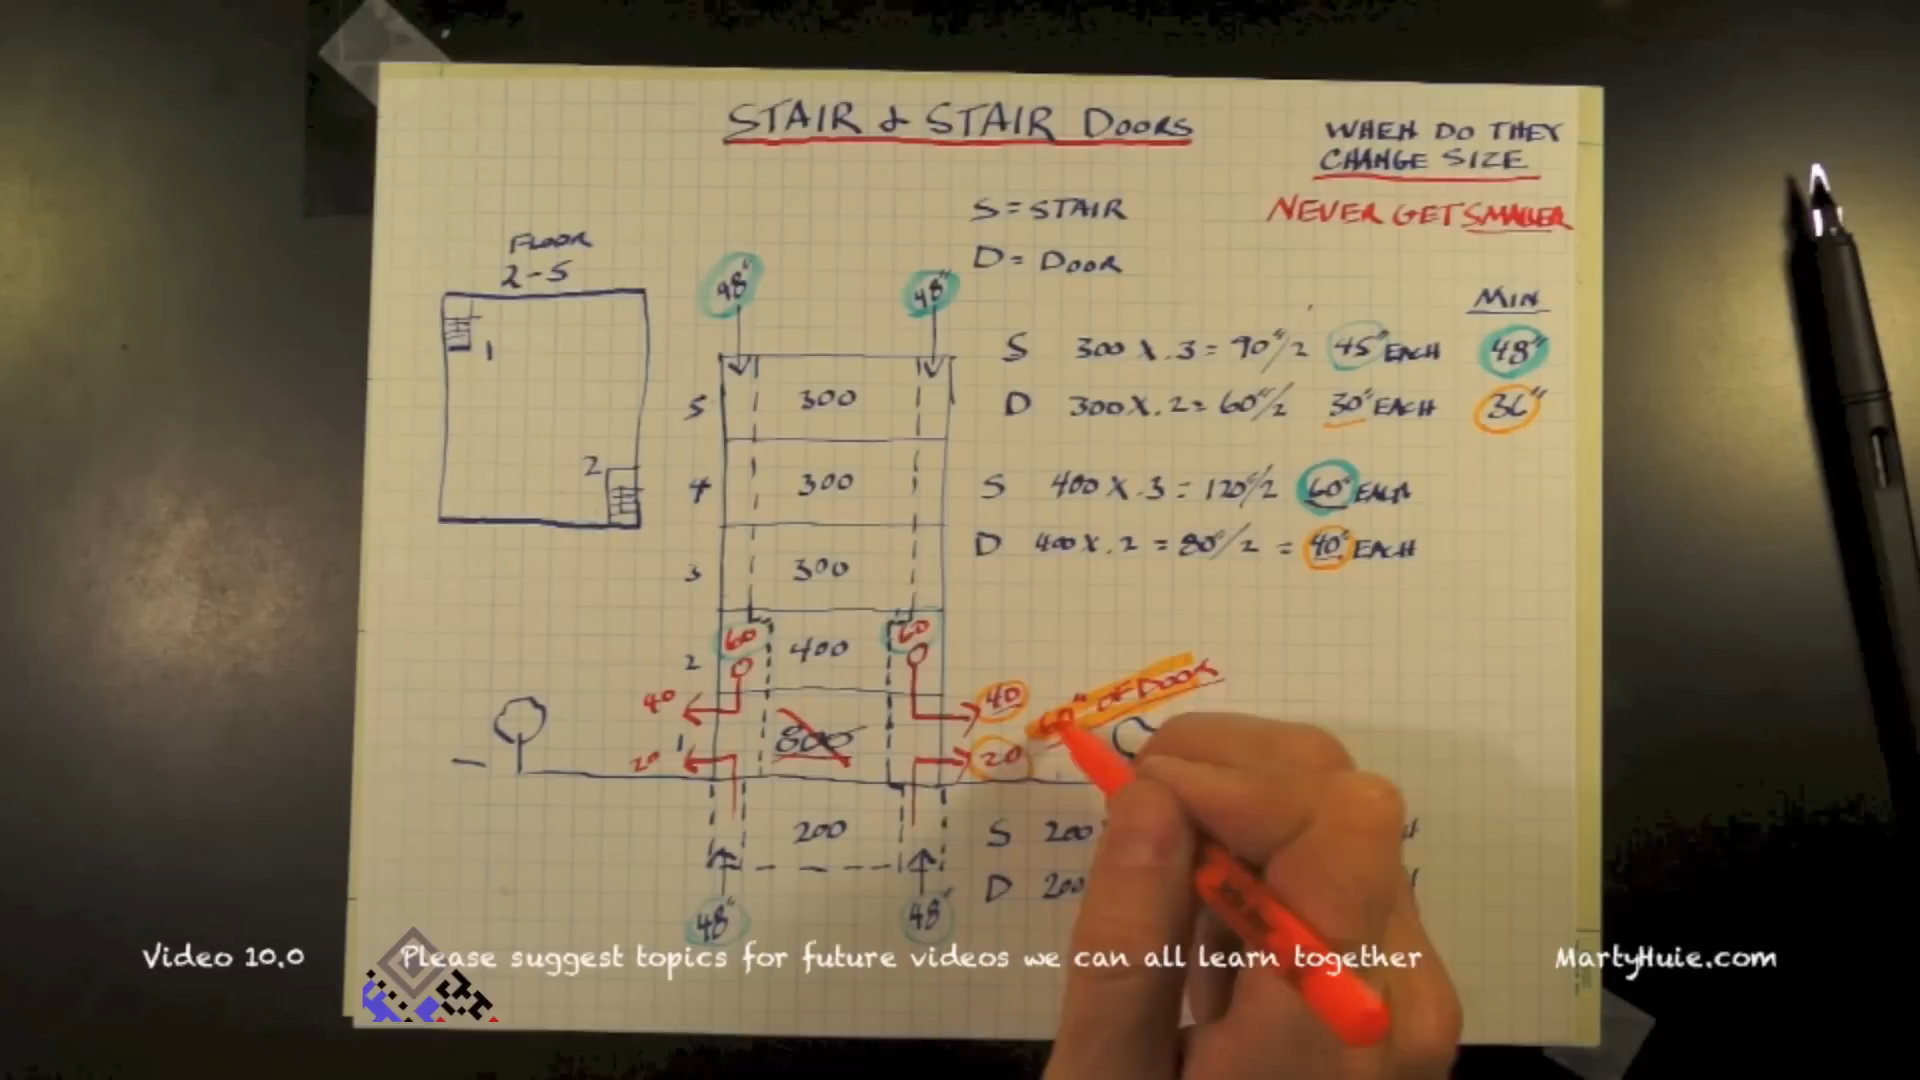 STAIR & STAIR DOORS
WHEN DO THEY
CHANGE SIZE
NEVER GET SMALLER
S = STAIR
D = DOOR
FLOOR
2-5
1
2
48"
48"
MIN
S 300 X .3 = 90"/2 45" EACH 48"
D 300 X .2 = 60"/2 30" EACH 36"
S 400 X .3 = 120"/2 60" EACH
D 400 X .2 = 80"/2 = 40" EACH
5 300
4 300
3 300
60 60
2 400
40 40
60" OF DOOR
1 800
20 20
200
S 200
D 200
48" 48"
Video 10.0
Please suggest topics for future videos we can all learn together
MartyHuie.com